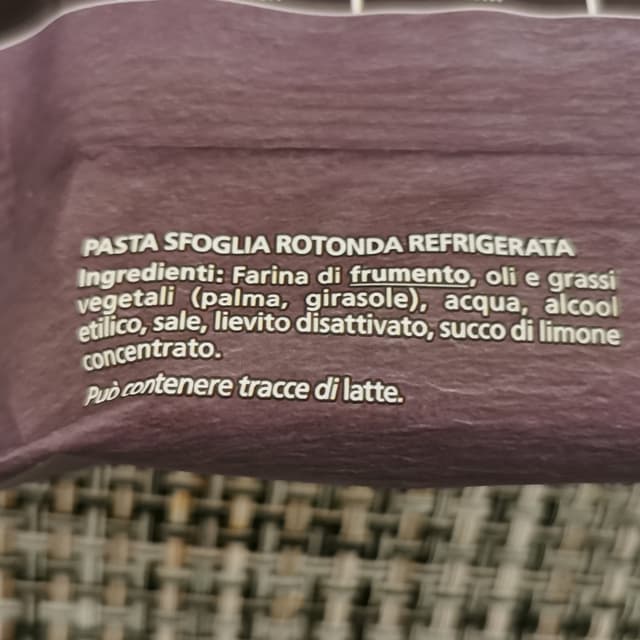 PASTA SFOGLIA ROTONDA REFRIGERATA
Ingredienti: Farina di frumento, oli e grassi
vegetali (palma, girasole), acqua, alcool
etilico, sale, lievito disattivato, succo di limone
concentrato.
Può contenere tracce di latte.